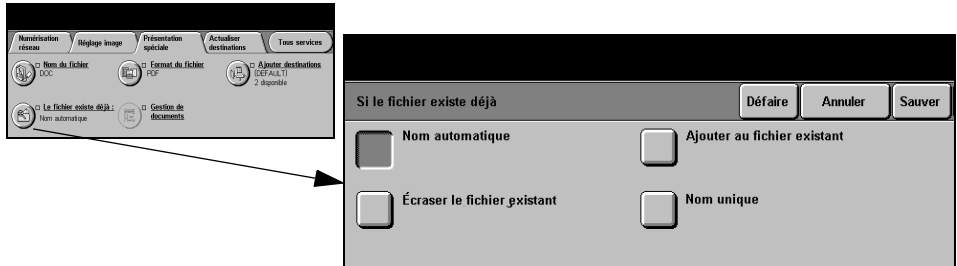 Numérisation réseau
Réglage image
Présentation spéciale
Actualiser destinations
Tous services
Nom du fichier
DOC
Format du fichier
PDF
Ajouter destinations
(DEFAULT)
2 disponible
Le fichier existe déjà :
Nom automatique
Gestion de documents
Si le fichier existe déjà
Défaire
Annuler
Sauver
Nom automatique
Ajouter au fichier existant
Écraser le fichier existant
Nom unique